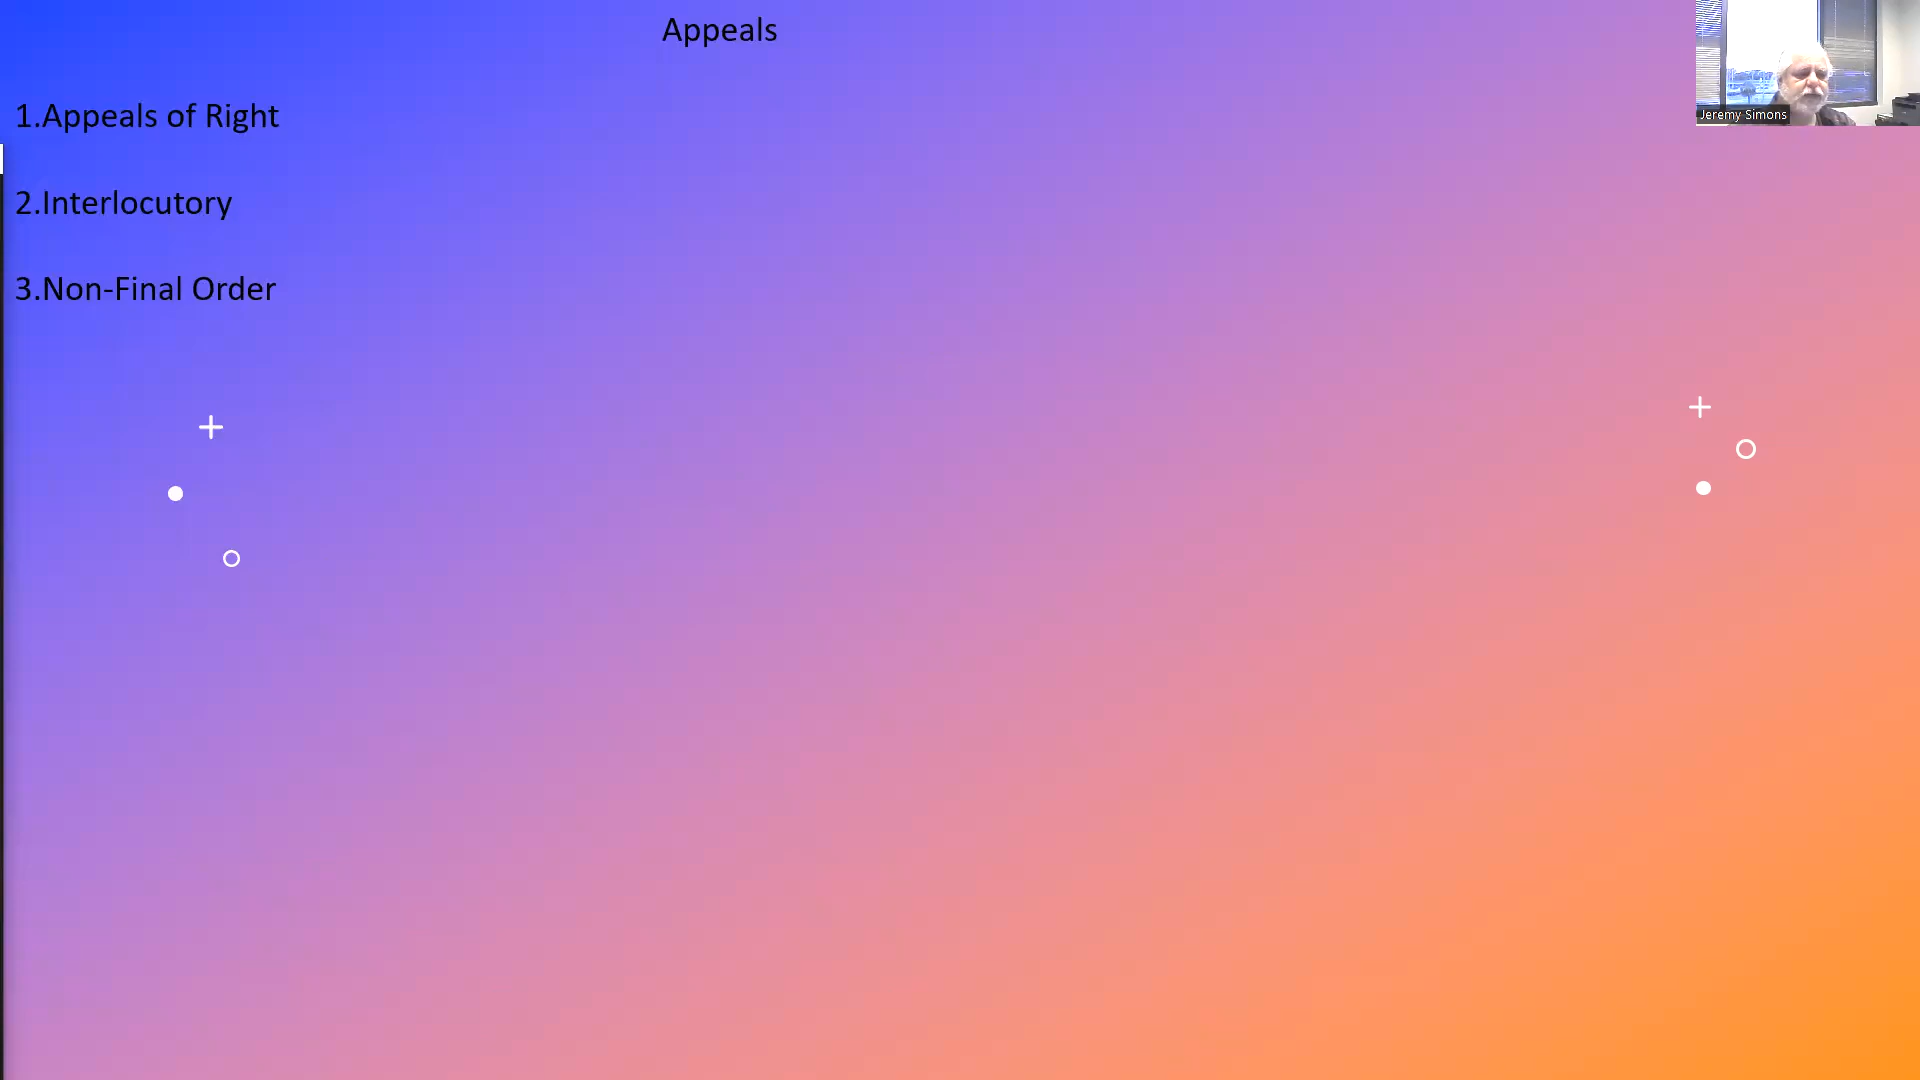 Appeals
1.Appeals of Right
2.Interlocutory
3.Non-Final Order
Jeremy Simons